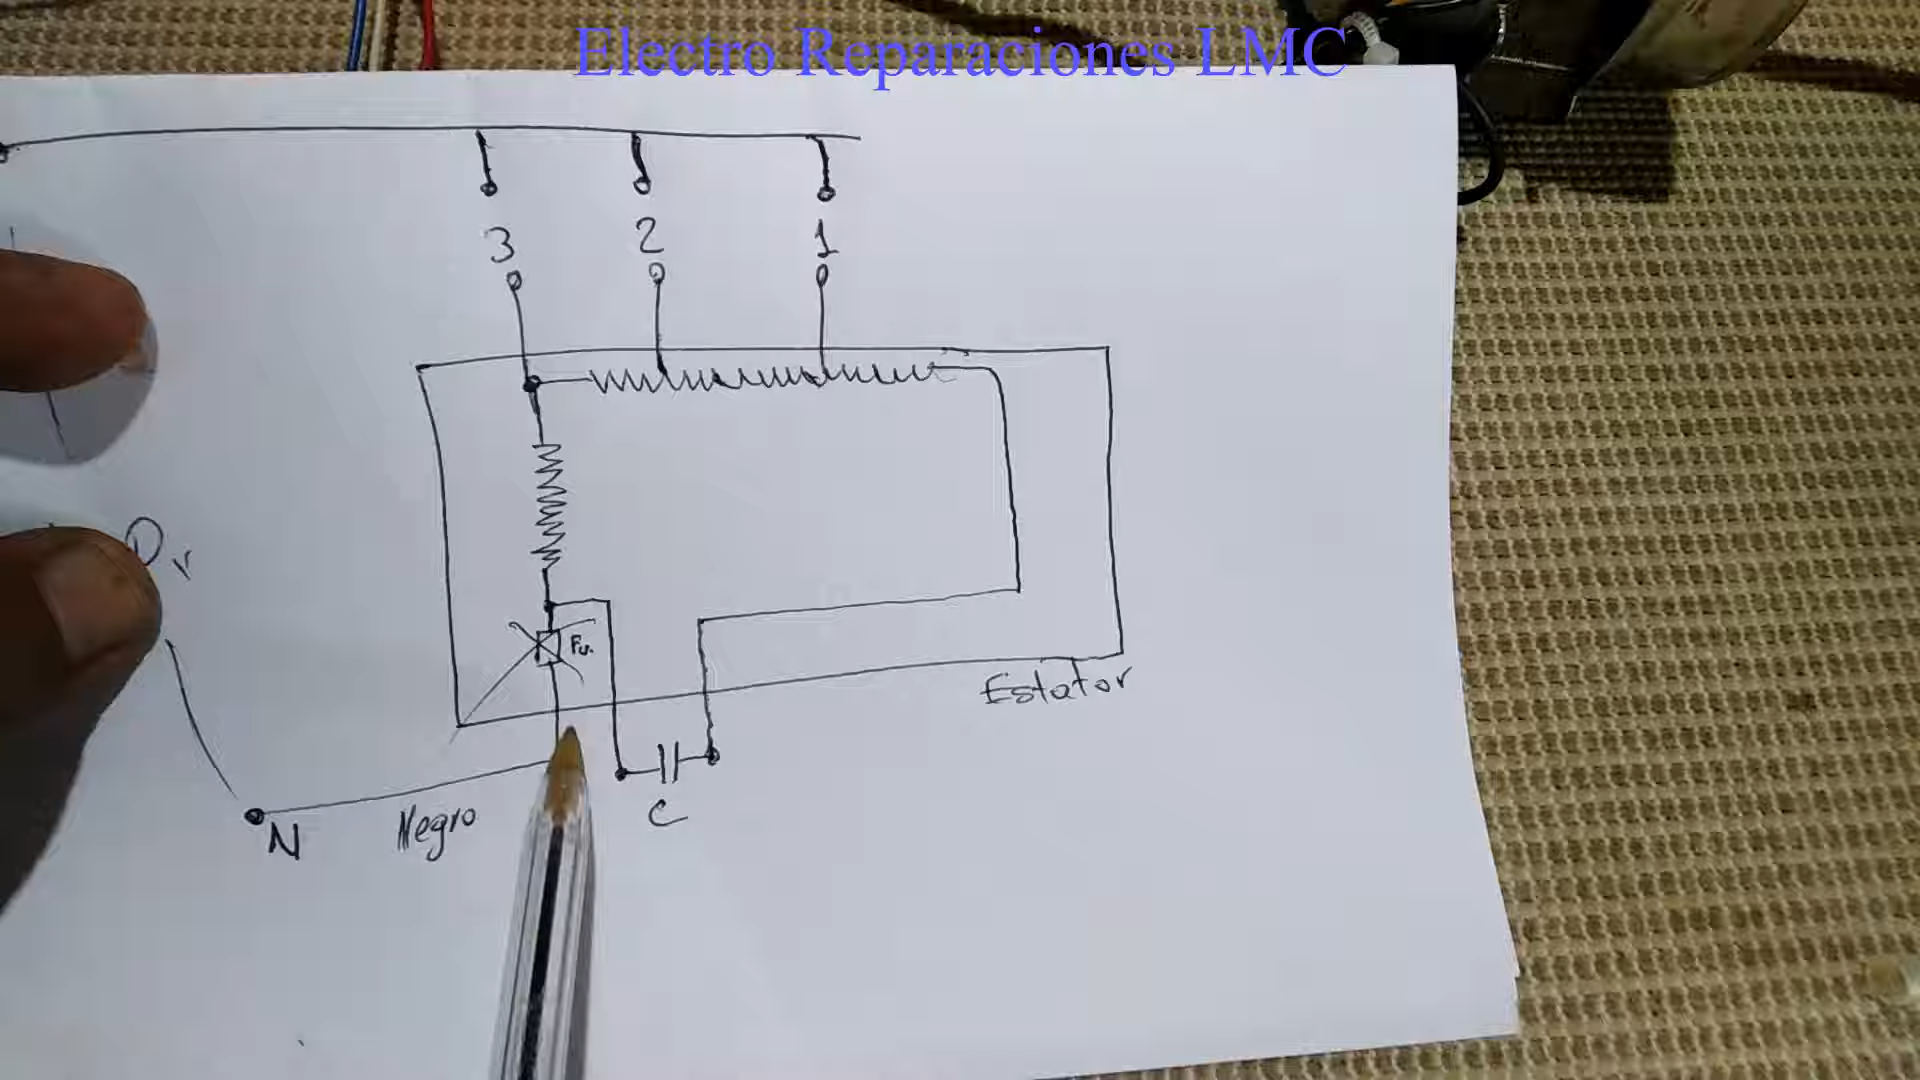 Electro Reparaciones LMC
3 2 1
Fu.
Estator
C
N
Negro